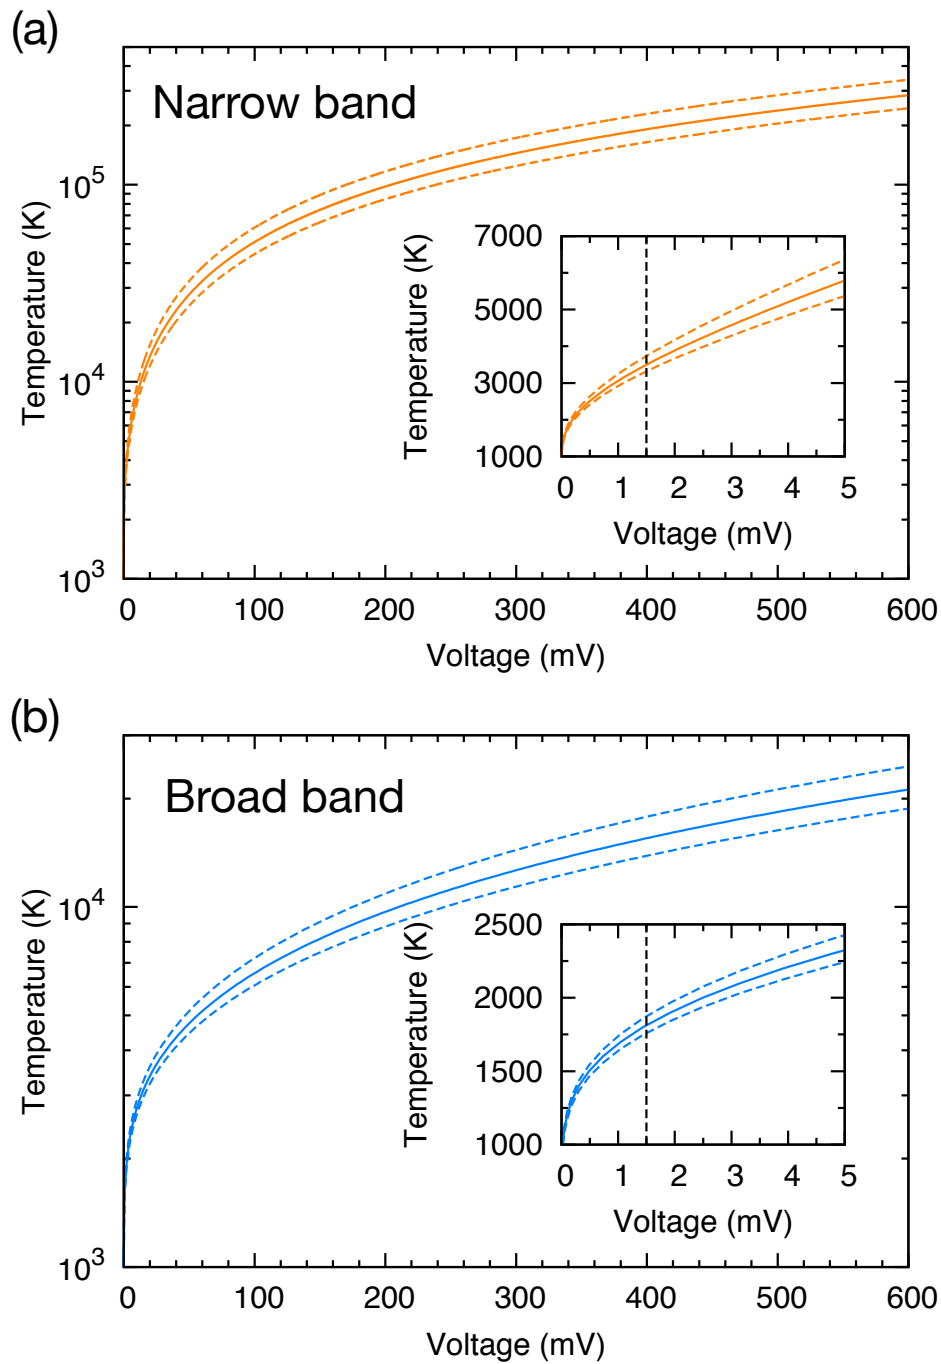 (a)
Narrow band
Temperature (K)
10^5
10^4
10^3
0 100 200 300 400 500 600
Voltage (mV)
Temperature (K)
7000
5000
3000
1000
0 1 2 3 4 5
Voltage (mV)
(b)
Broad band
Temperature (K)
10^4
10^3
0 100 200 300 400 500 600
Voltage (mV)
Temperature (K)
2500
2000
1500
1000
0 1 2 3 4 5
Voltage (mV)